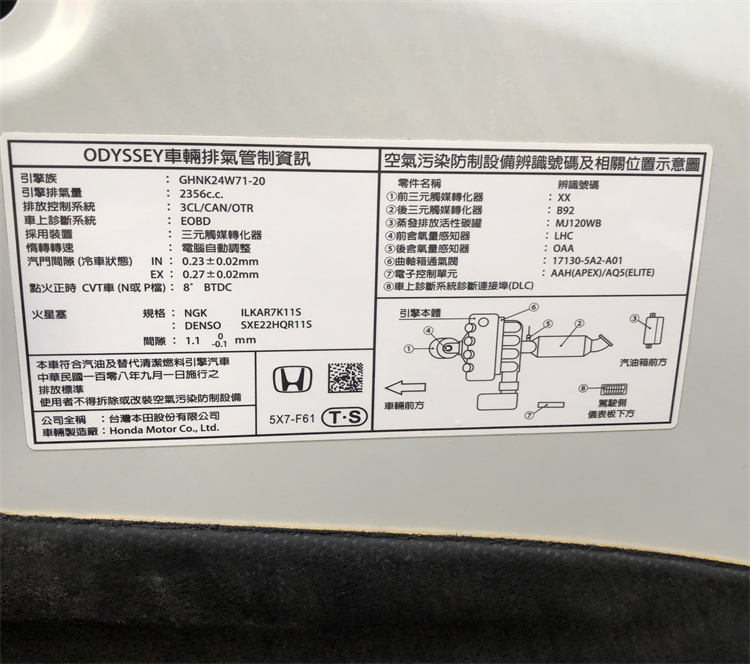 ODYSSEY車輛排氣管制資訊
引擎族 : GHNK24W71-20
引擎排氣量 : 2356c.c.
排放控制系統 : 3CL/CAN/OTR
車上診斷系統 : EOBD
採用裝置 : 三元觸媒轉化器
惰轉轉速 : 電腦自動調整
汽門間隙 (冷車狀態) IN : 0.23±0.02mm
EX : 0.27±0.02mm
點火正時 CVT車 (N或 P檔) : 8° BTDC
火星塞 規格 : NGK ILKAR7K11S
: DENSO SXE22HQR11S
間隙 : 1.1 0 -0.1 mm
本車符合汽油及替代清潔燃料引擎汽車
中華民國一百零八年九月一日施行之
排放標準
使用者不得拆除或改裝空氣污染防制設備
5X7-F61 T·S
公司全稱 : 台灣本田股份有限公司
車輛製造廠 : Honda Motor Co., Ltd.
空氣污染防制設備辨識號碼及相關位置示意圖
零件名稱 辨識號碼
①前三元觸媒轉化器 : XX
②後三元觸媒轉化器 : B92
③蒸發排放活性碳罐 : MJ120WB
④前含氧量感知器 : LHC
⑤後含氧量感知器 : OAA
⑥曲軸箱通氣閥 : 17130-5A2-A01
⑦電子控制單元 : AAH(APEX)/AQ5(ELITE)
⑧車上診斷系統診斷連接埠(DLC)
引擎本體
⑥
⑤
②
③
④
①
汽油箱前方
車輛前方
⑦
⑧
駕駛側
儀表板下方